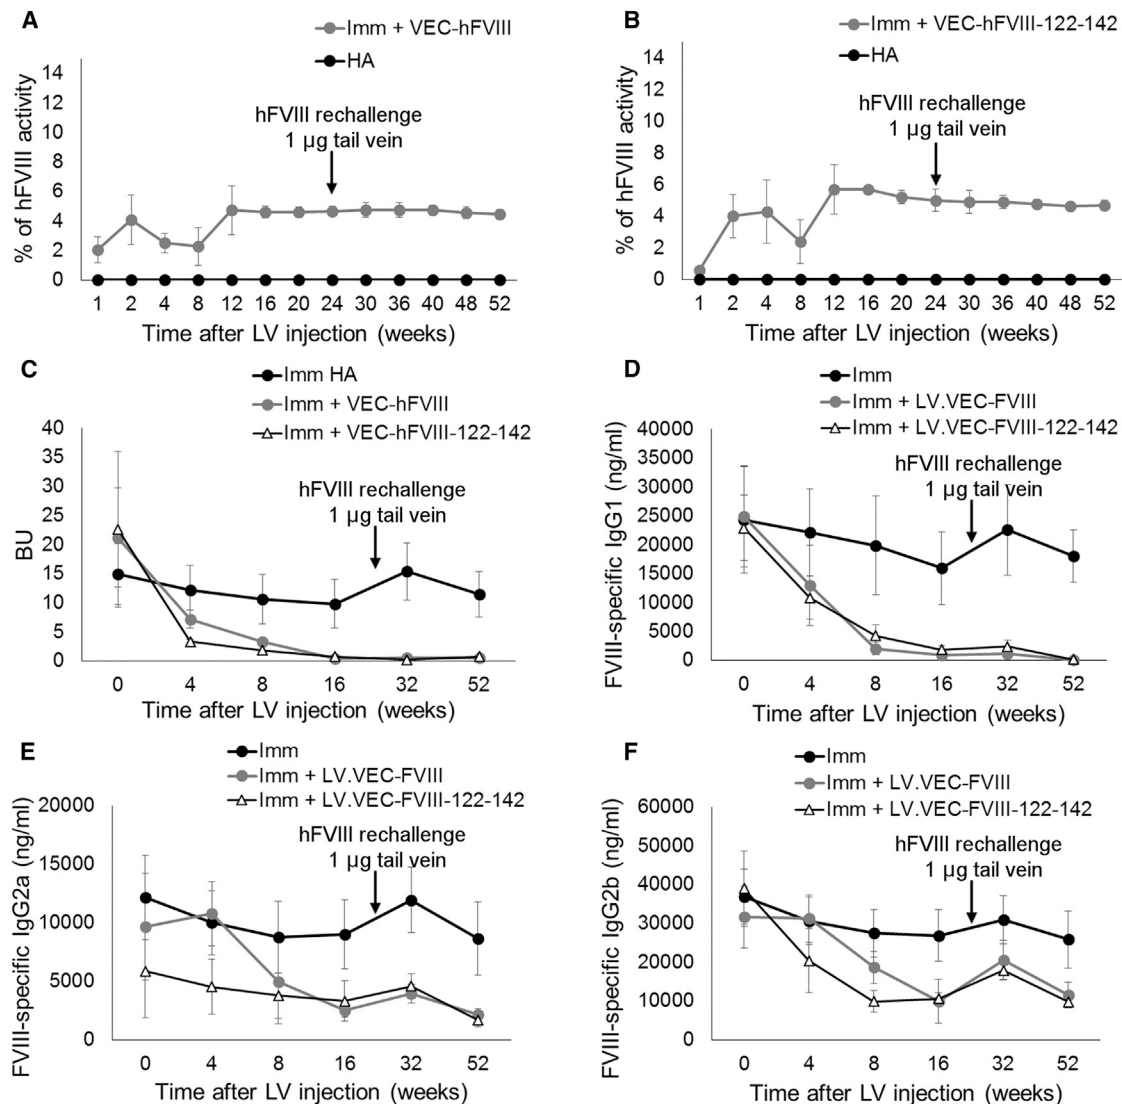 A
Imm + VEC-hFVIII
HA
% of hFVIII activity
14
12
10
8
6
4
2
0
hFVIII rechallenge
1 µg tail vein
1 2 4 8 12 16 20 24 30 36 40 48 52
Time after LV injection (weeks)
B
Imm + VEC-hFVIII-122-142
HA
% of hFVIII activity
14
12
10
8
6
4
2
0
hFVIII rechallenge
1 µg tail vein
1 2 4 8 12 16 20 24 30 36 40 48 52
Time after LV injection (weeks)
C
Imm HA
Imm + VEC-hFVIII
Imm + VEC-hFVIII-122-142
BU
40
35
30
25
20
15
10
5
0
hFVIII rechallenge
1 µg tail vein
0 4 8 16 32 52
Time after LV injection (weeks)
D
Imm
Imm + LV.VEC-FVIII
Imm + LV.VEC-FVIII-122-142
FVIII-specific IgG1 (ng/ml)
40000
35000
30000
25000
20000
15000
10000
5000
0
hFVIII rechallenge
1 µg tail vein
0 4 8 16 32 52
Time after LV injection (weeks)
E
Imm
Imm + LV.VEC-FVIII
Imm + LV.VEC-FVIII-122-142
FVIII-specific IgG2a (ng/ml)
20000
15000
10000
5000
0
hFVIII rechallenge
1 µg tail vein
0 4 8 16 32 52
Time after LV injection (weeks)
F
Imm
Imm + LV.VEC-FVIII
Imm + LV.VEC-FVIII-122-142
FVIII-specific IgG2b (ng/ml)
60000
50000
40000
30000
20000
10000
0
hFVIII rechallenge
1 µg tail vein
0 4 8 16 32 52
Time after LV injection (weeks)